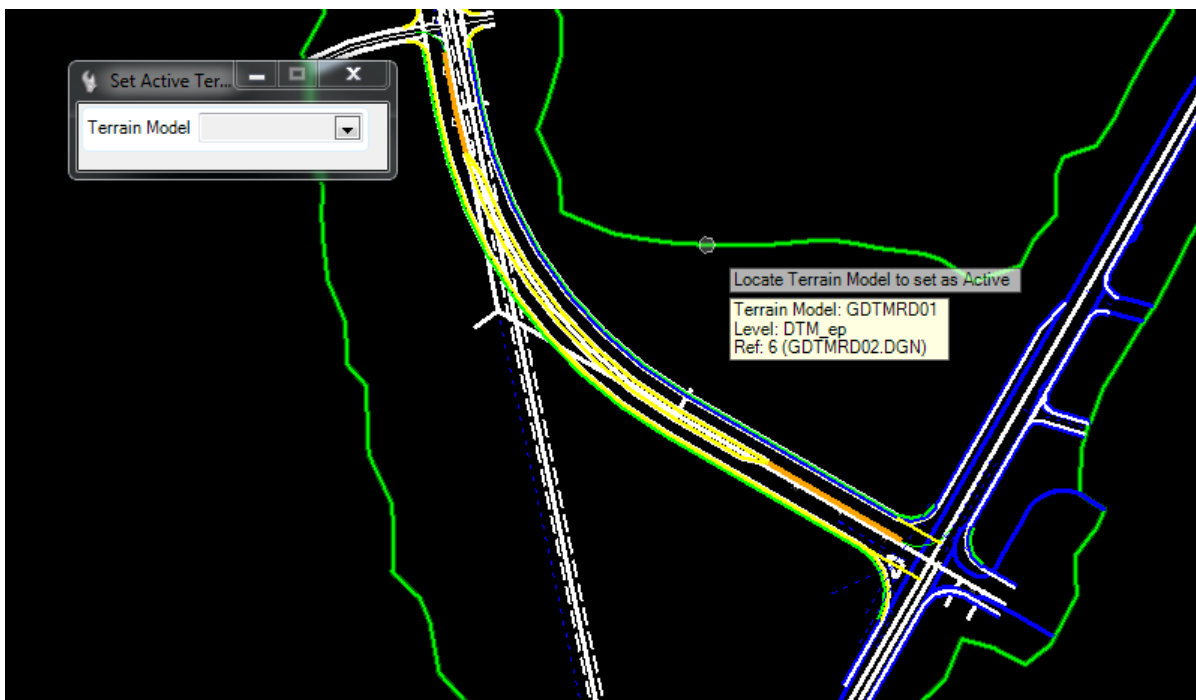 Set Active Ter...
Terrain Model
Locate Terrain Model to set as Active
Terrain Model: GDTMRD01
Level: DTM_ep
Ref: 6 (GDTMRD02.DGN)